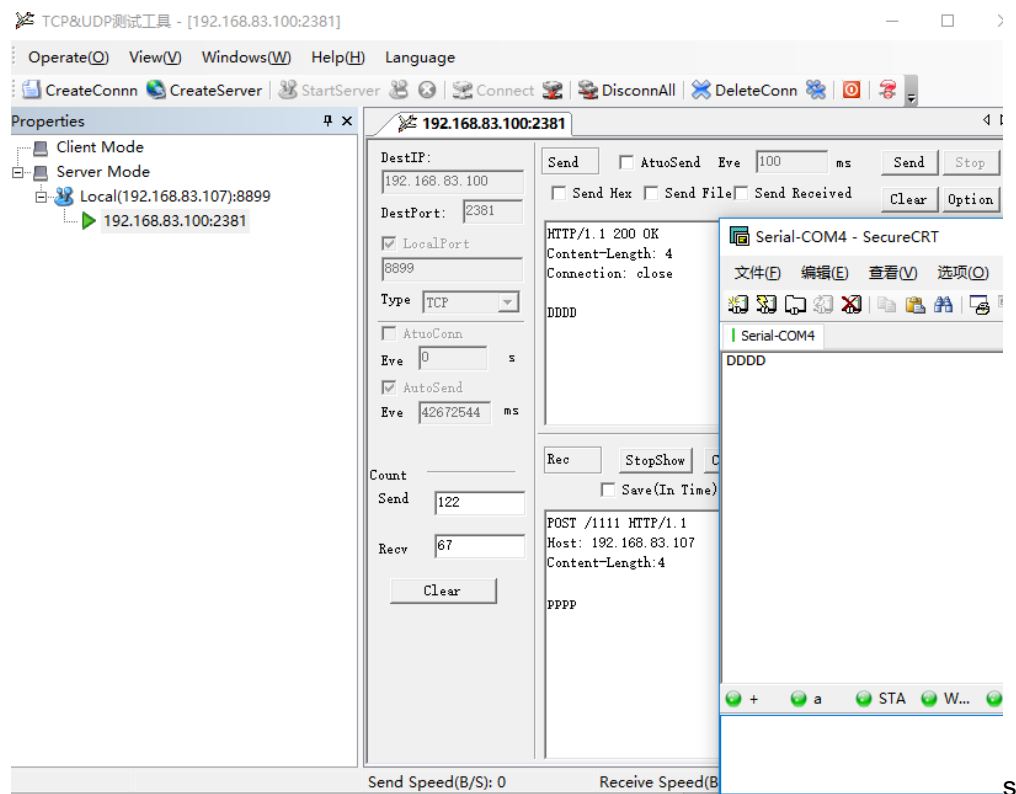 TCP&UDP测试工具 - [192.168.83.100:2381]
Operate(O) View(V) Windows(W) Help(H) Language
CreateConnn CreateServer StartServer Connect DisconnAll DeleteConn
Properties
Client Mode
Server Mode
Local(192.168.83.107):8899
192.168.83.100:2381
192.168.83.100:2381
DestIP:
192.168.83.100
DestPort: 2381
LocalPort
8899
Type TCP
AtuoConn
Eve 0 s
AutoSend
Eve 42672544 ms
Count
Send 122
Recv 67
Clear
Send AtuoSend Eve 100 ms Send Stop
Send Hex Send File Send Received Clear Option
HTTP/1.1 200 OK
Content-Length: 4
Connection: close
DDDD
Rec StopShow C
Save(In Time)
POST /1111 HTTP/1.1
Host: 192.168.83.107
Content-Length:4
PPPP
Serial-COM4 - SecureCRT
文件(F) 编辑(E) 查看(V) 选项(O)
Serial-COM4
DDDD
+ a STA W...
Send Speed(B/S): 0 Receive Speed(B
s